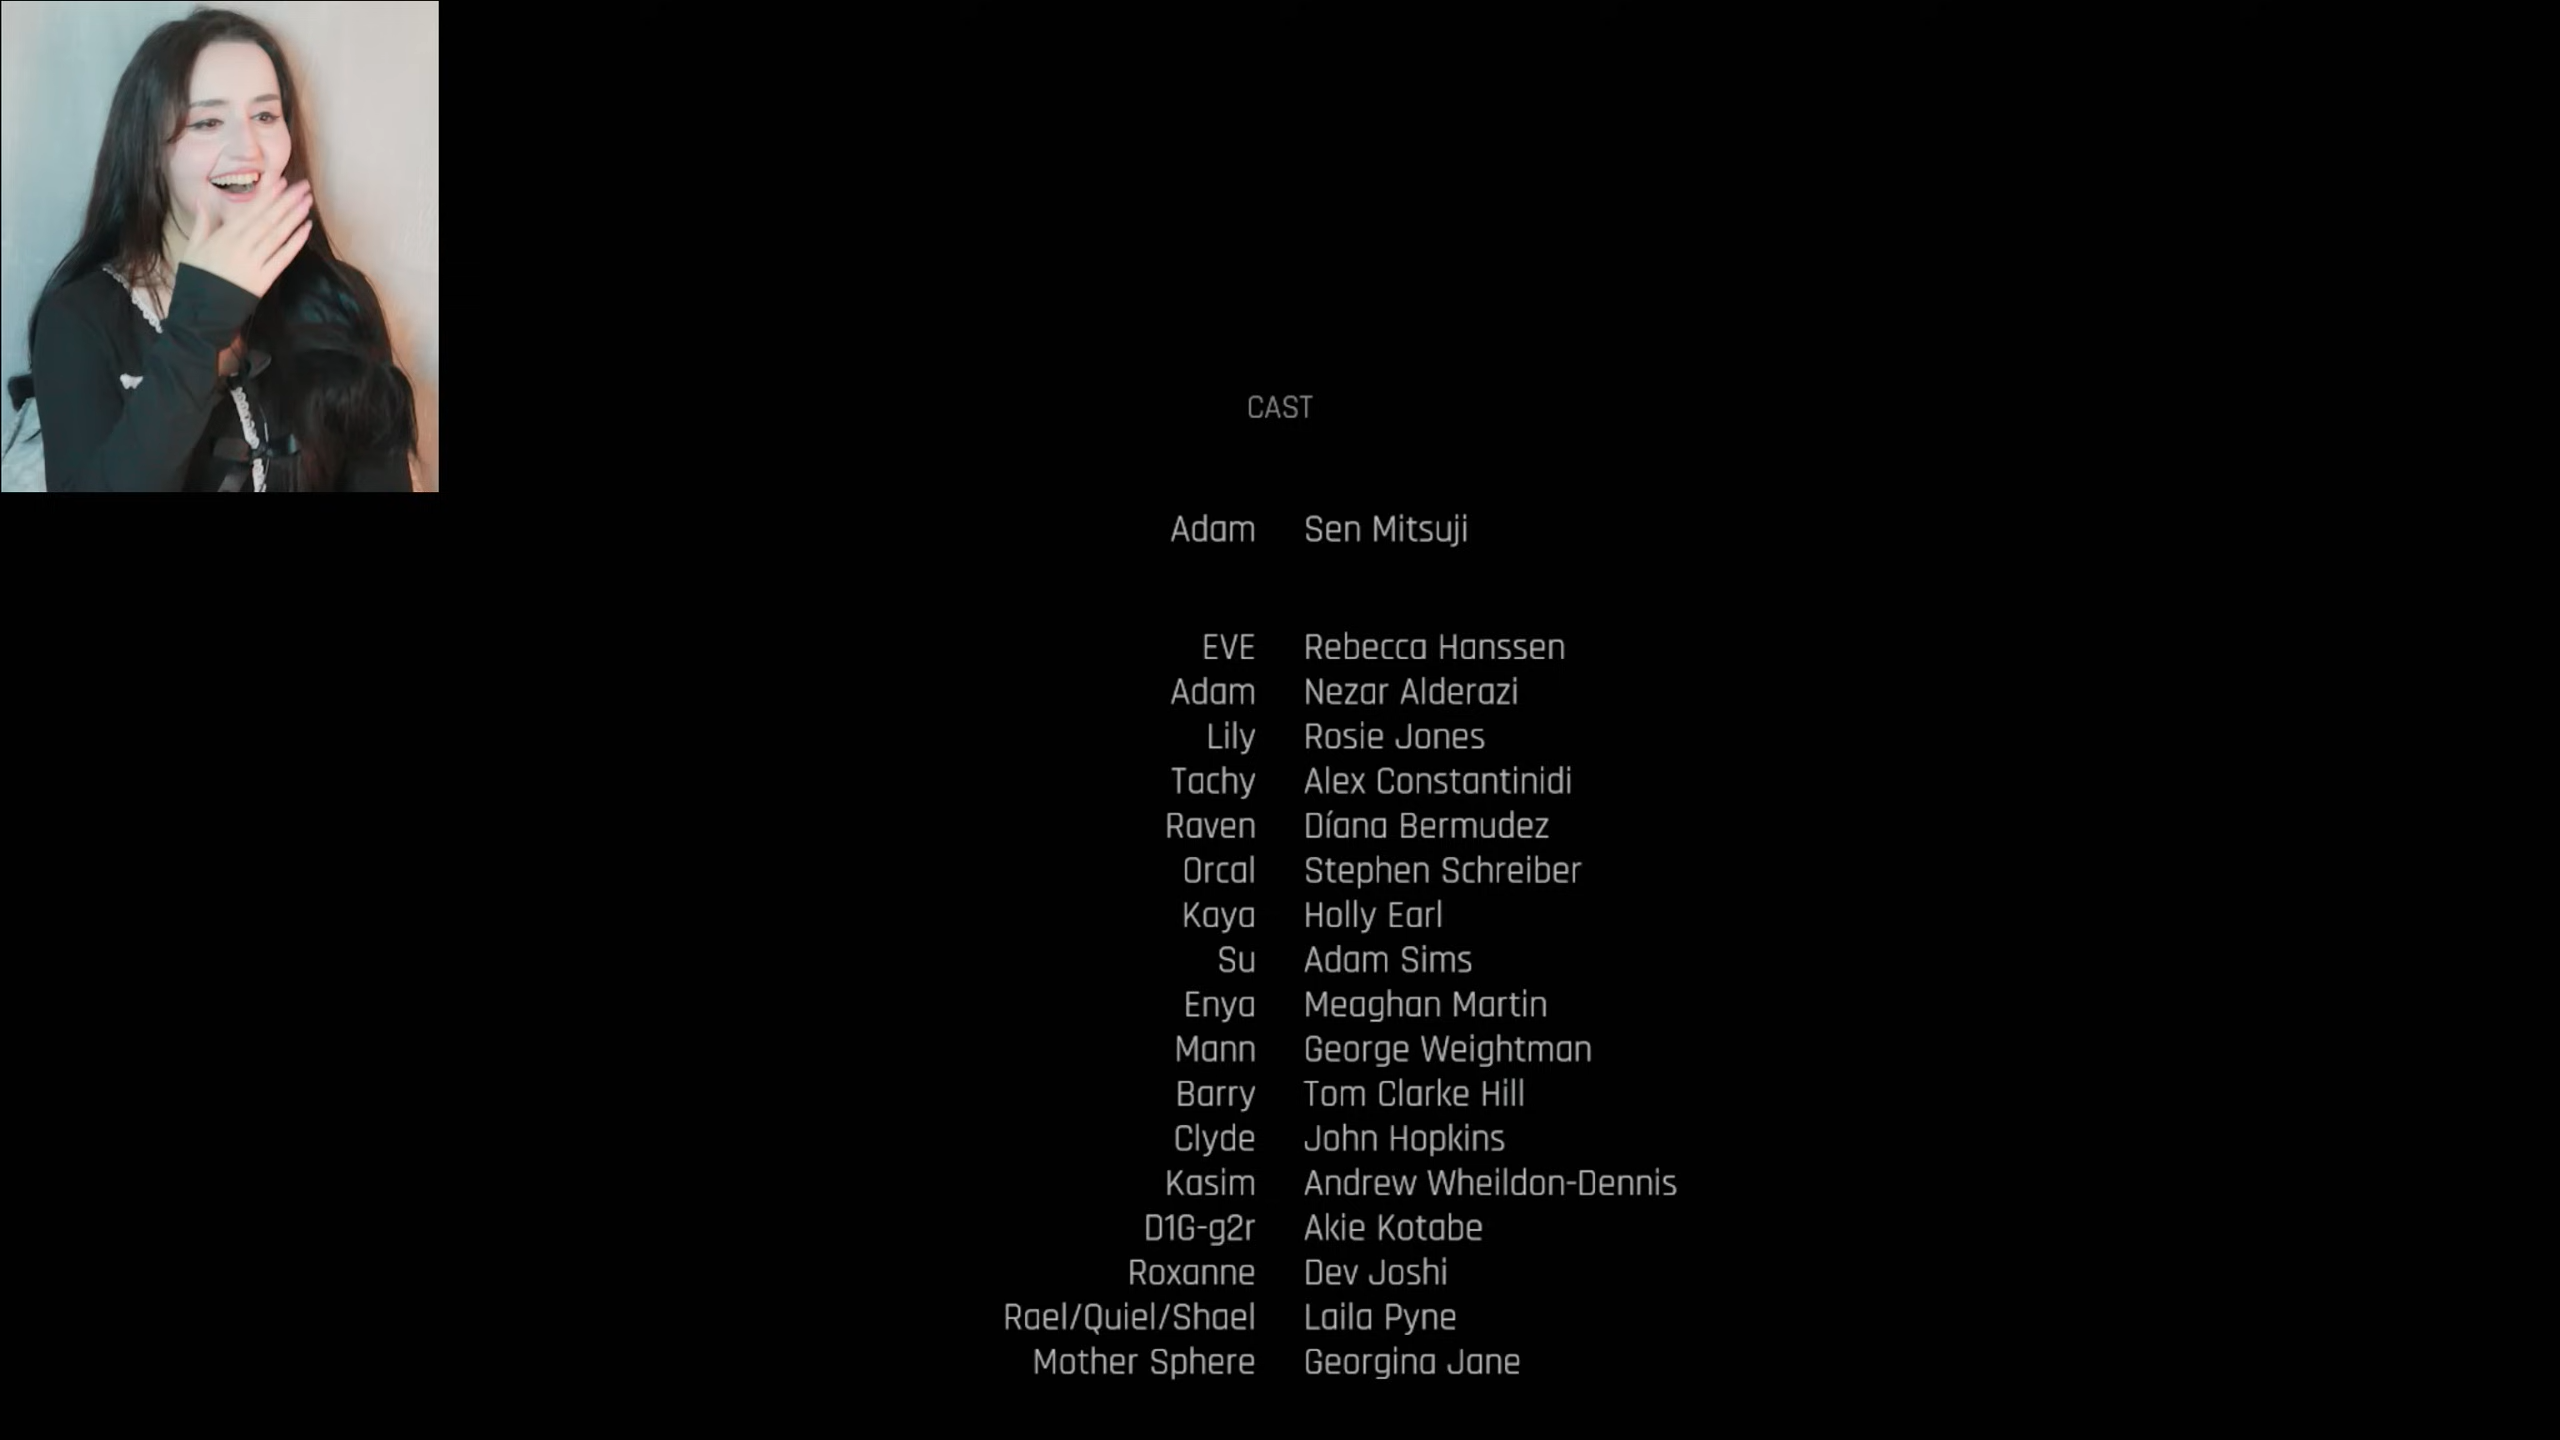 CAST
Adam Sen Mitsuji
EVE Rebecca Hanssen
Adam Nezar Alderazi
Lily Rosie Jones
Tachy Alex Constantinidi
Raven Díana Bermudez
Orcal Stephen Schreiber
Kaya Holly Earl
Su Adam Sims
Enya Meaghan Martin
Mann George Weightman
Barry Tom Clarke Hill
Clyde John Hopkins
Kasim Andrew Wheildon-Dennis
D1G-g2r Akie Kotabe
Roxanne Dev Joshi
Rael/Quiel/Shael Laila Pyne
Mother Sphere Georgina Jane